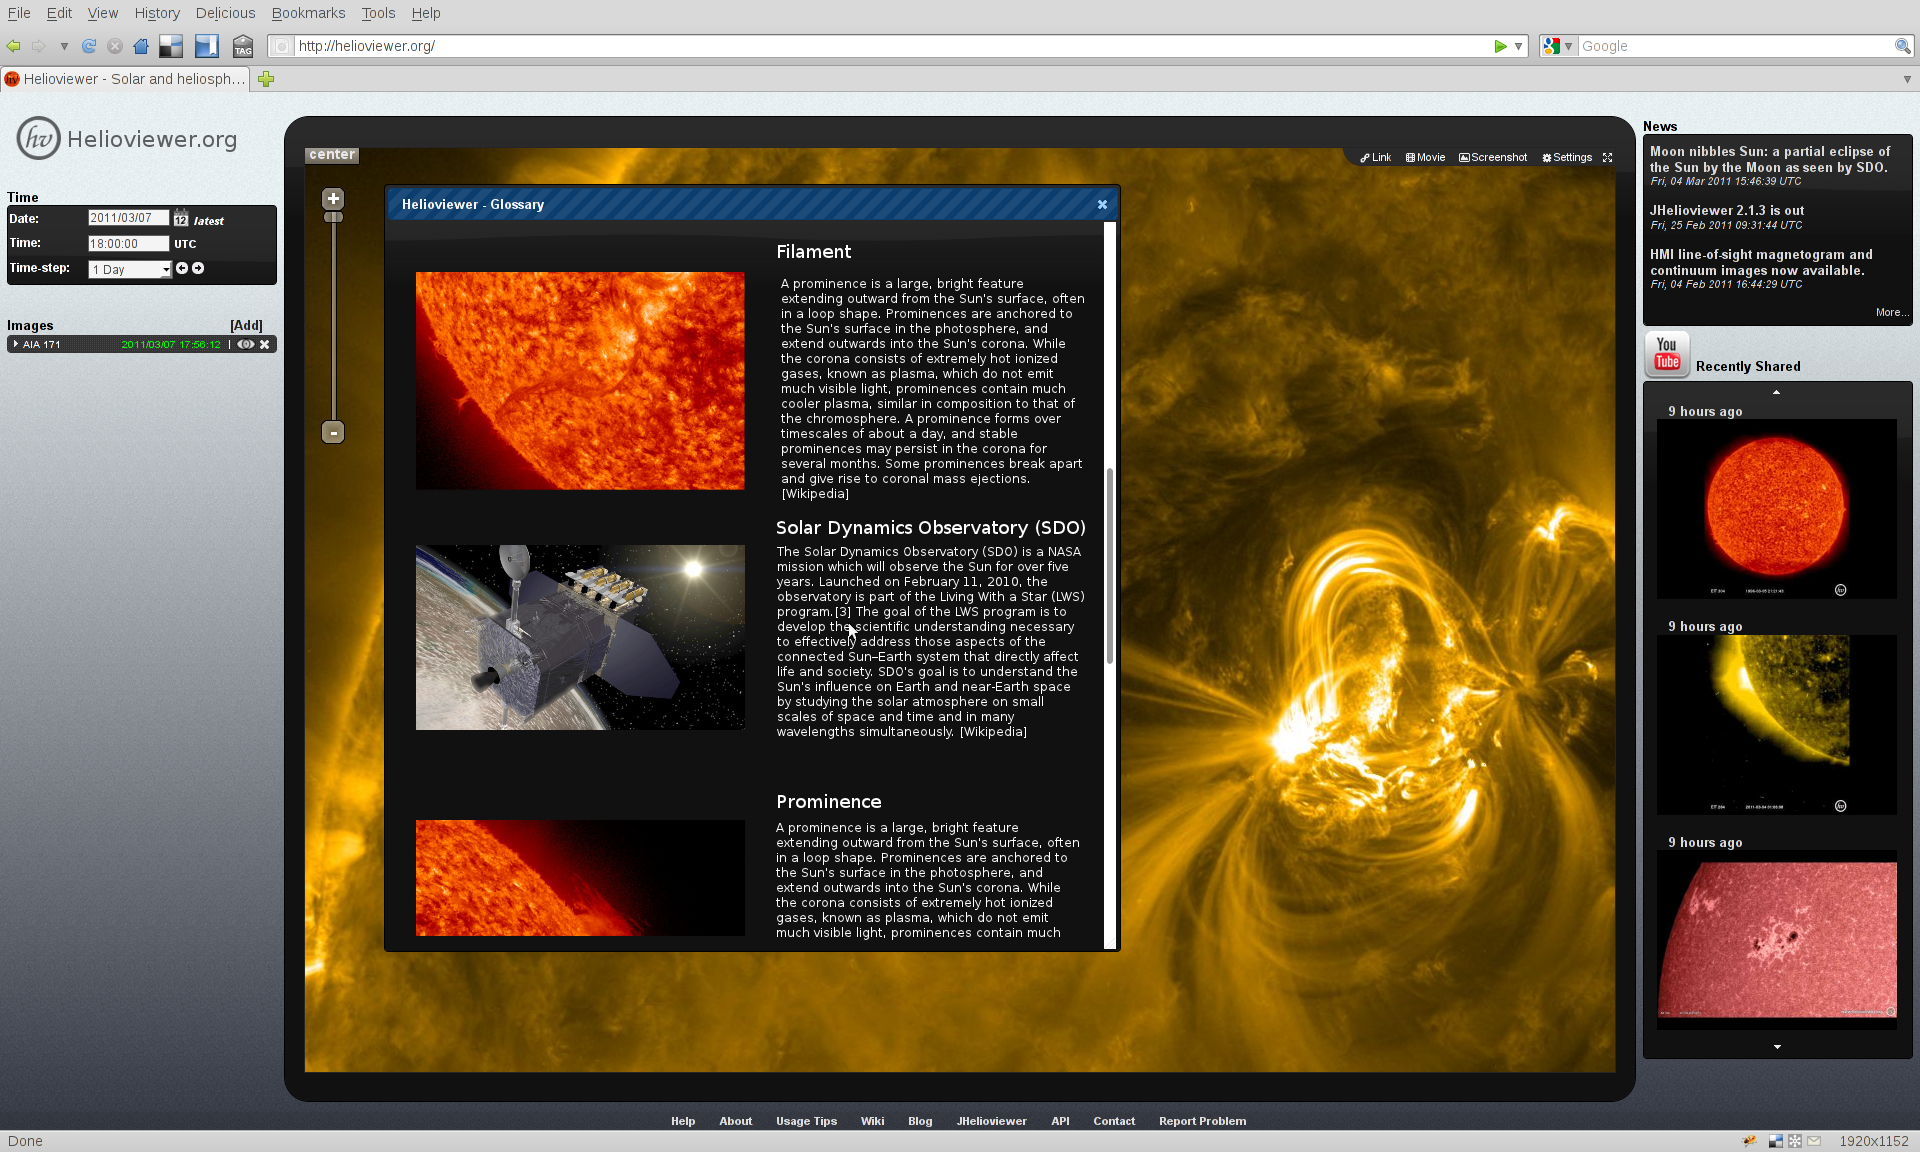 File Edit View History Delicious Bookmarks Tools Help
TAG
http://helioviewer.org/
Google
Helioviewer - Solar and heliosph...
hv Helioviewer.org
Time
Date: 2011/03/07 12 latest
Time: 18:00:00 UTC
Time-step: 1 Day
Images [Add]
AIA 171 2011/03/07 17:56:12
center
Link Movie Screenshot Settings
+
-
Helioviewer - Glossary
Filament
A prominence is a large, bright feature
extending outward from the Sun's surface, often
in a loop shape. Prominences are anchored to
the Sun's surface in the photosphere, and
extend outwards into the Sun's corona. While
the corona consists of extremely hot ionized
gases, known as plasma, which do not emit
much visible light, prominences contain much
cooler plasma, similar in composition to that of
the chromosphere. A prominence forms over
timescales of about a day, and stable
prominences may persist in the corona for
several months. Some prominences break apart
and give rise to coronal mass ejections.
[Wikipedia]
Solar Dynamics Observatory (SDO)
The Solar Dynamics Observatory (SDO) is a NASA
mission which will observe the Sun for over five
years. Launched on February 11, 2010, the
observatory is part of the Living With a Star (LWS)
program.[3] The goal of the LWS program is to
develop the scientific understanding necessary
to effectively address those aspects of the
connected Sun–Earth system that directly affect
life and society. SDO's goal is to understand the
Sun's influence on Earth and near-Earth space
by studying the solar atmosphere on small
scales of space and time and in many
wavelengths simultaneously. [Wikipedia]
Prominence
A prominence is a large, bright feature
extending outward from the Sun's surface, often
in a loop shape. Prominences are anchored to
the Sun's surface in the photosphere, and
extend outwards into the Sun's corona. While
the corona consists of extremely hot ionized
gases, known as plasma, which do not emit
much visible light, prominences contain much
News
Moon nibbles Sun: a partial eclipse of
the Sun by the Moon as seen by SDO.
Fri, 04 Mar 2011 15:46:39 UTC
JHelioviewer 2.1.3 is out
Fri, 25 Feb 2011 09:31:44 UTC
HMI line-of-sight magnetogram and
continuum images now available.
Fri, 04 Feb 2011 16:44:29 UTC
More...
You Tube Recently Shared
9 hours ago
EIT 304
9 hours ago
9 hours ago
Help About Usage Tips Wiki Blog JHelioviewer API Contact Report Problem
Done
1920x1152